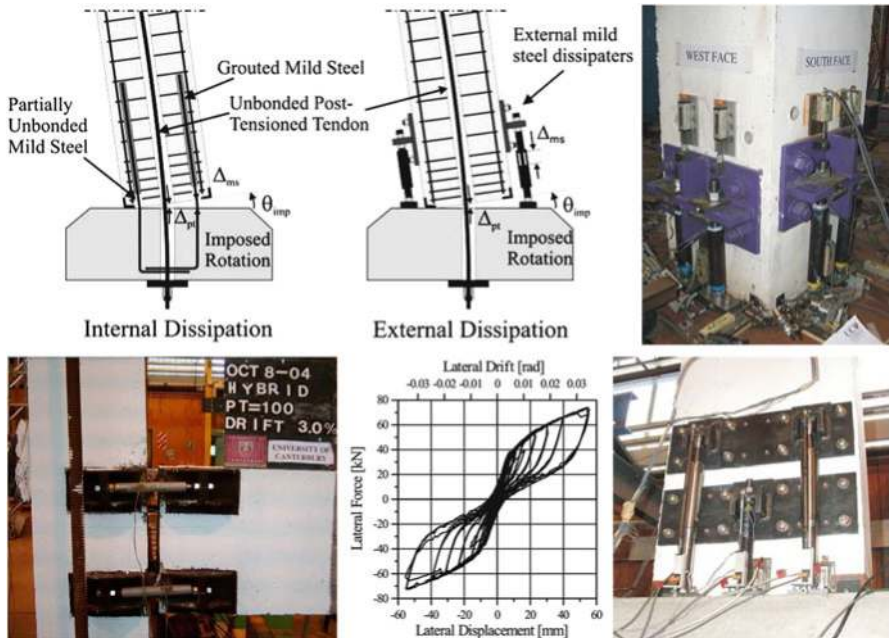 Partially
Unbonded
Mild Steel
Grouted Mild Steel
Unbonded Post-
Tensioned Tendon
Δms
θimp
Δpt
Imposed
Rotation
Internal Dissipation
External mild
steel dissipaters
Δms
θimp
Δpt
Imposed
Rotation
External Dissipation
WEST FACE
SOUTH FACE
OCT 8-04
HYBRID
PT=100
DRIFT 3.0%
UNIVERSITY OF
CANTERBURY
Lateral Drift [rad]
-0.03 -0.02 -0.01 0 0.01 0.02 0.03
Lateral Force [kN]
80
60
40
20
0
-20
-40
-60
-80
-60 -40 -20 0 20 40 60
Lateral Displacement [mm]